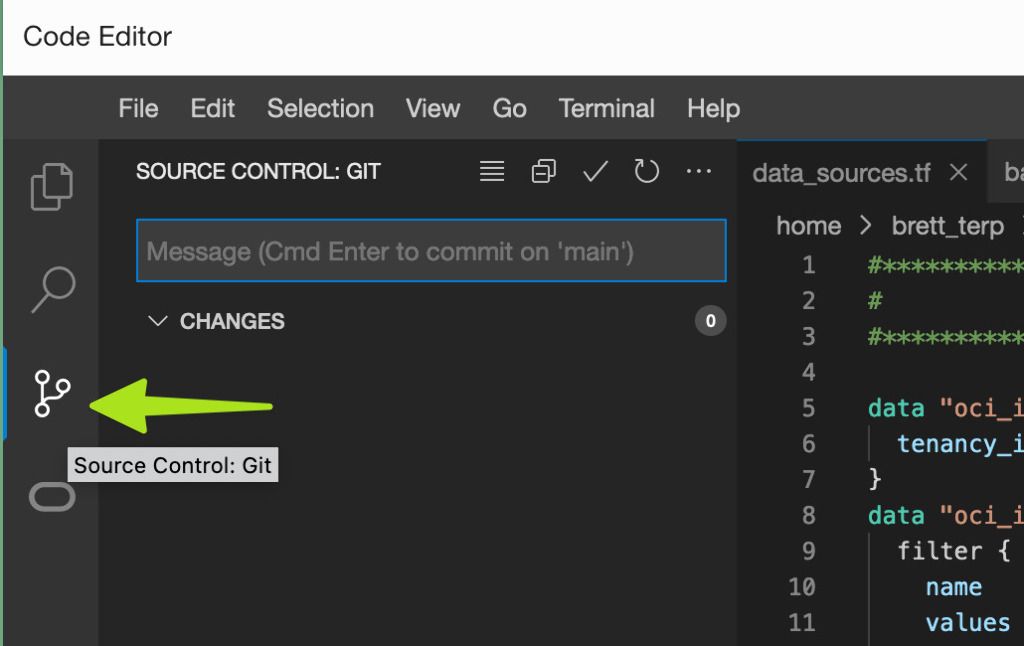 Code Editor
File Edit Selection View Go Terminal Help
SOURCE CONTROL: GIT
Message (Cmd Enter to commit on 'main')
CHANGES 0
Source Control: Git
data_sources.tf
home > brett_terp
1 #**********
2 #
3 #**********
4
5 data "oci_i
6 tenancy_i
7 }
8 data "oci_i
9 filter {
10 name
11 values